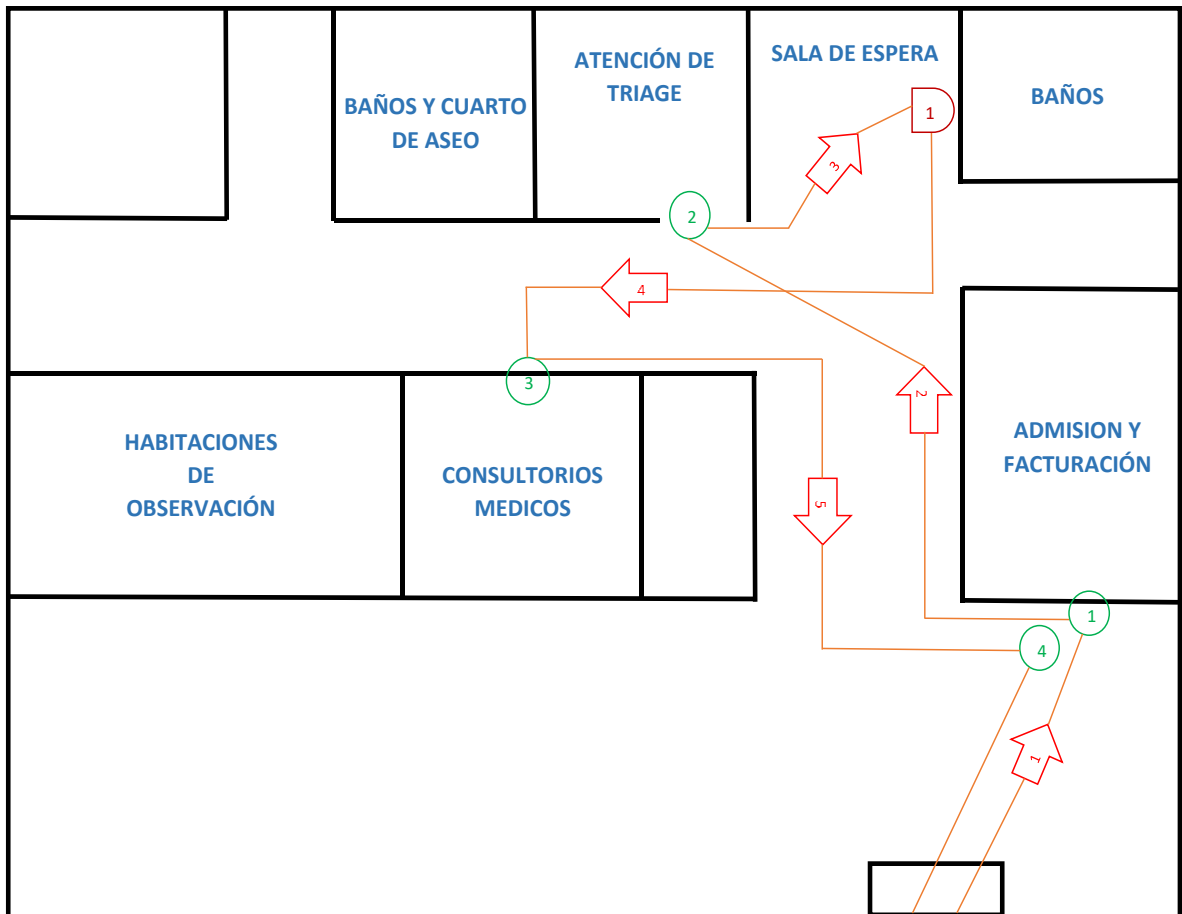 ATENCIÓN DE
TRIAGE
SALA DE ESPERA
BAÑOS
BAÑOS Y CUARTO
DE ASEO
1
3
2
4
2
3
HABITACIONES
DE
OBSERVACIÓN
CONSULTORIOS
MEDICOS
ADMISION Y
FACTURACIÓN
5
1
4
1